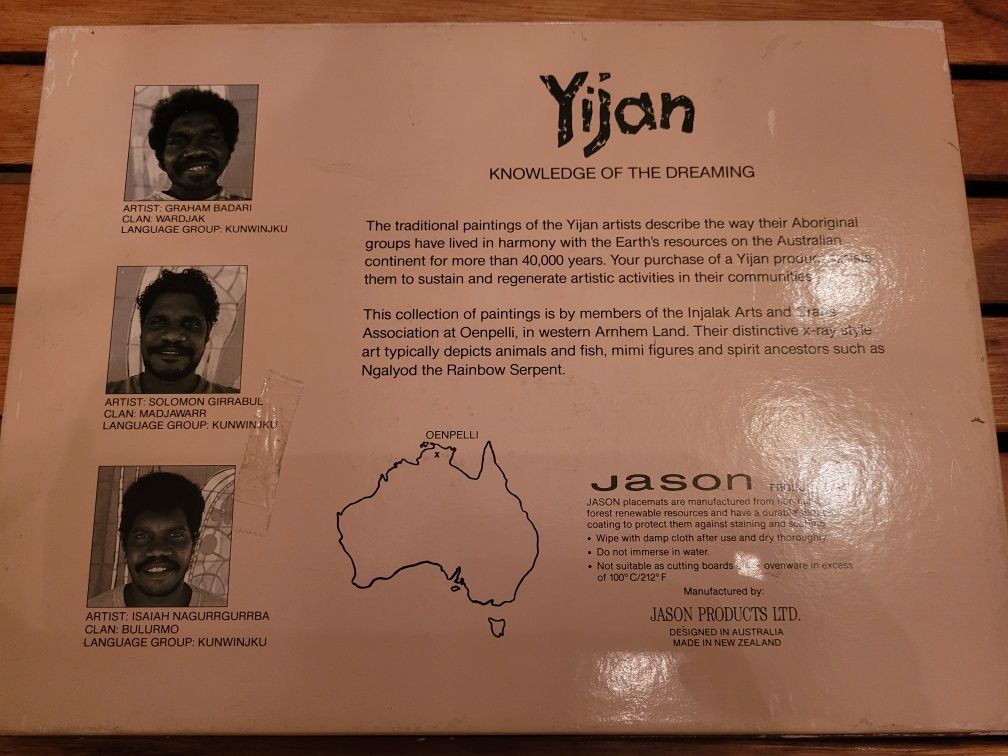 Yijan
KNOWLEDGE OF THE DREAMING
ARTIST: GRAHAM BADARI
CLAN: WARDJAK
LANGUAGE GROUP: KUNWINJKU
ARTIST: SOLOMON GIRRABUL
CLAN: MADJAWARR
LANGUAGE GROUP: KUNWINJKU
ARTIST: ISAIAH NAGURRGURRBA
CLAN: BULURMO
LANGUAGE GROUP: KUNWINJKU
The traditional paintings of the Yijan artists describe the way their Aboriginal
groups have lived in harmony with the Earth's resources on the Australian
continent for more than 40,000 years. Your purchase of a Yijan product assists
them to sustain and regenerate artistic activities in their communities
This collection of paintings is by members of the Injalak Arts and Crafts
Association at Oenpelli, in western Arnhem Land. Their distinctive x-ray style
art typically depicts animals and fish, mimi figures and spirit ancestors such as
Ngalyod the Rainbow Serpent.
OENPELLI
x
Jason
JASON placemats are manufactured from
forest renewable resources and have a durable
coating to protect them against staining and
• Wipe with damp cloth after use and dry thoroughly.
• Do not immerse in water.
• Not suitable as cutting boards ovenware in excess
of 100°C/212°F
Manufactured by:
JASON PRODUCTS LTD.
DESIGNED IN AUSTRALIA
MADE IN NEW ZEALAND